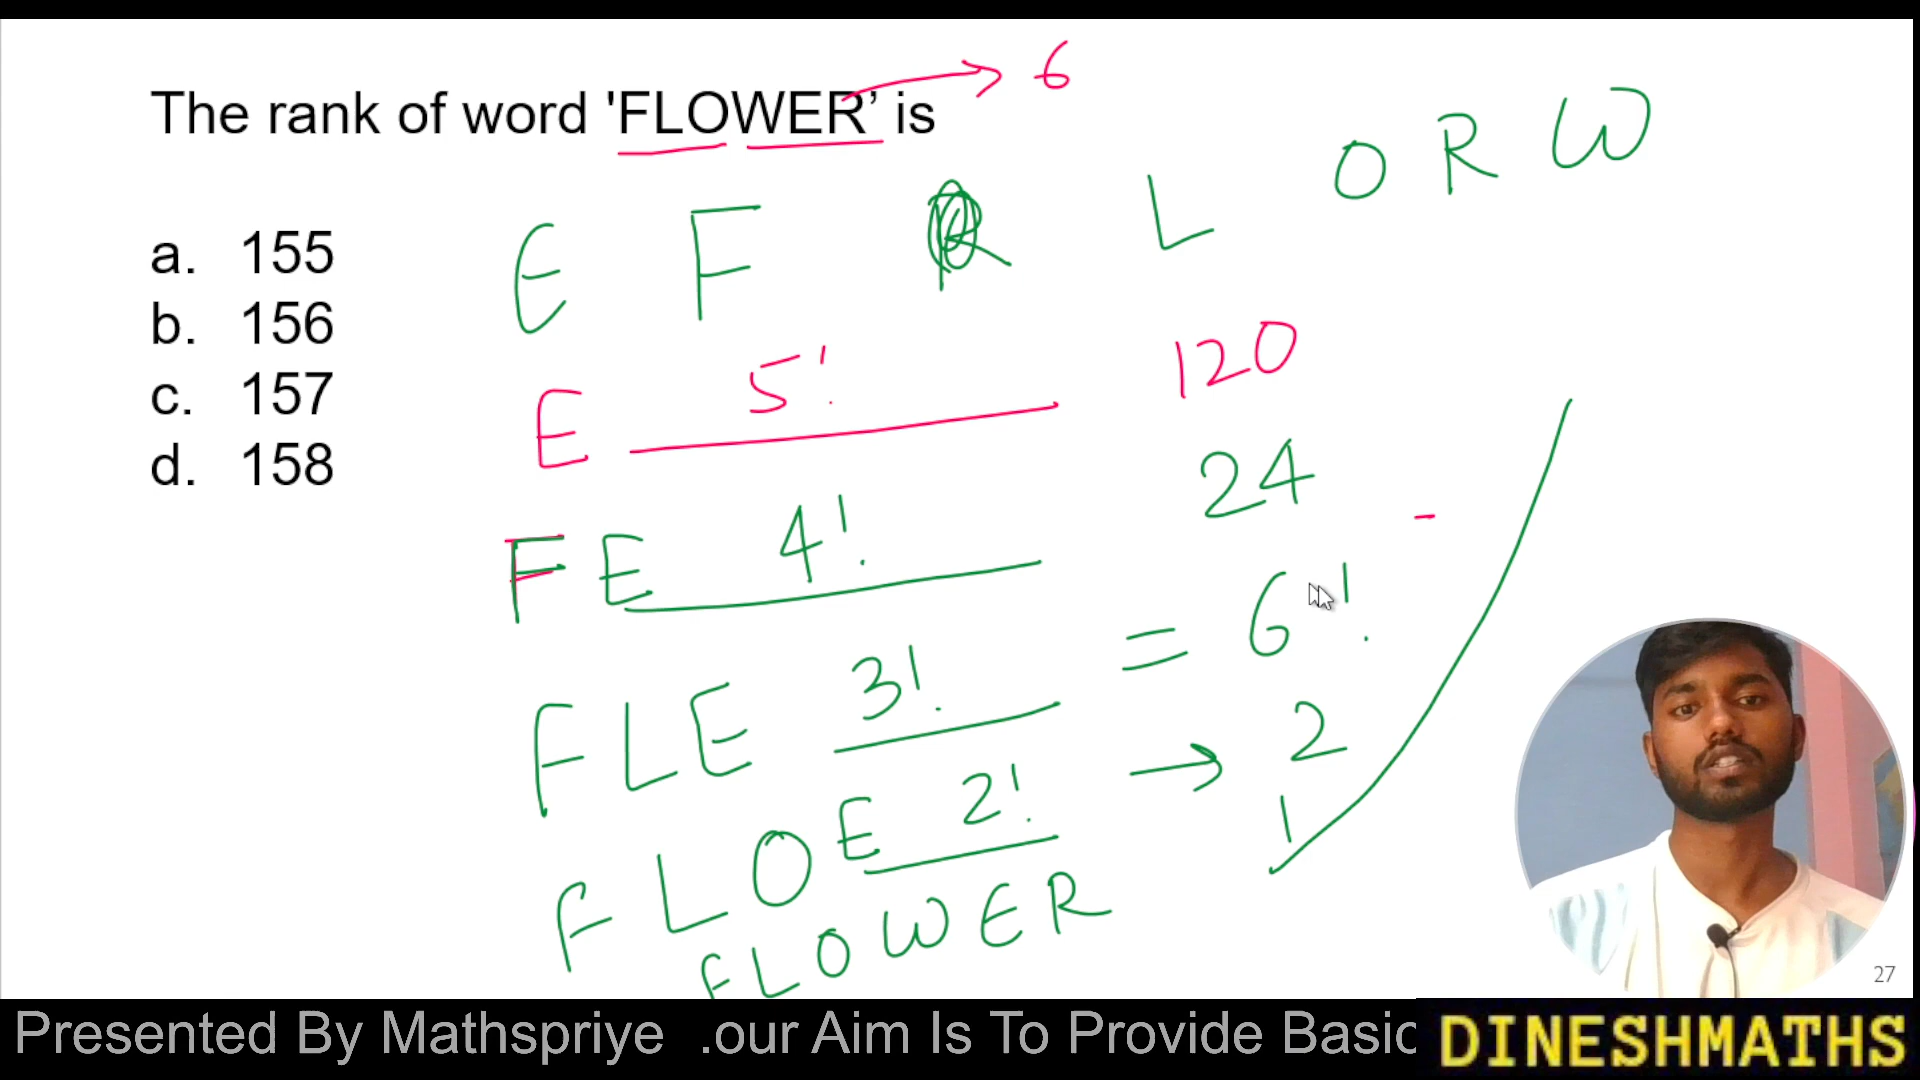 The rank of word 'FLOWER’ is
→ 6
a. 155
b. 156
c. 157
d. 158
E F L O R W
E 5! 120
FE 4! 24
-
FLE 3! = 6!
FLOE 2! → 2
FLOWER 1
27
Presented By Mathspriye .our Aim Is To Provide Basic
DINESHMATHS